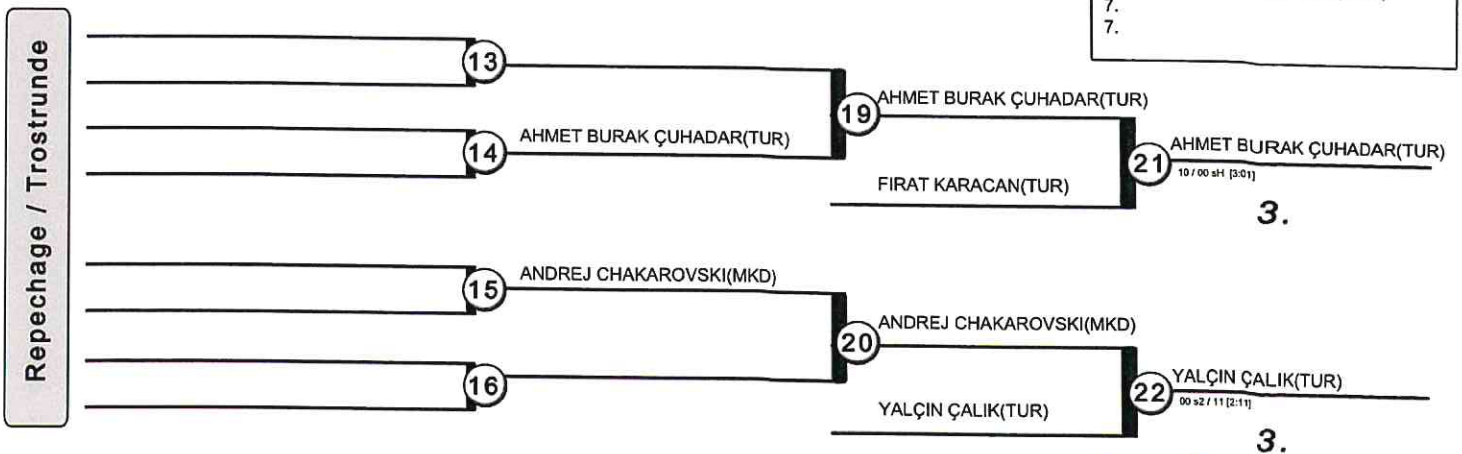 7.
7.
Repechage / Trostrunde
13
14
AHMET BURAK ÇUHADAR(TUR)
19
AHMET BURAK ÇUHADAR(TUR)
FIRAT KARACAN(TUR)
21
AHMET BURAK ÇUHADAR(TUR)
10 / 00 sH [3:01]
3.
15
ANDREJ CHAKAROVSKI(MKD)
16
20
ANDREJ CHAKAROVSKI(MKD)
YALÇIN ÇALIK(TUR)
22
YALÇIN ÇALIK(TUR)
00 s2 / 11 [2:11]
3.